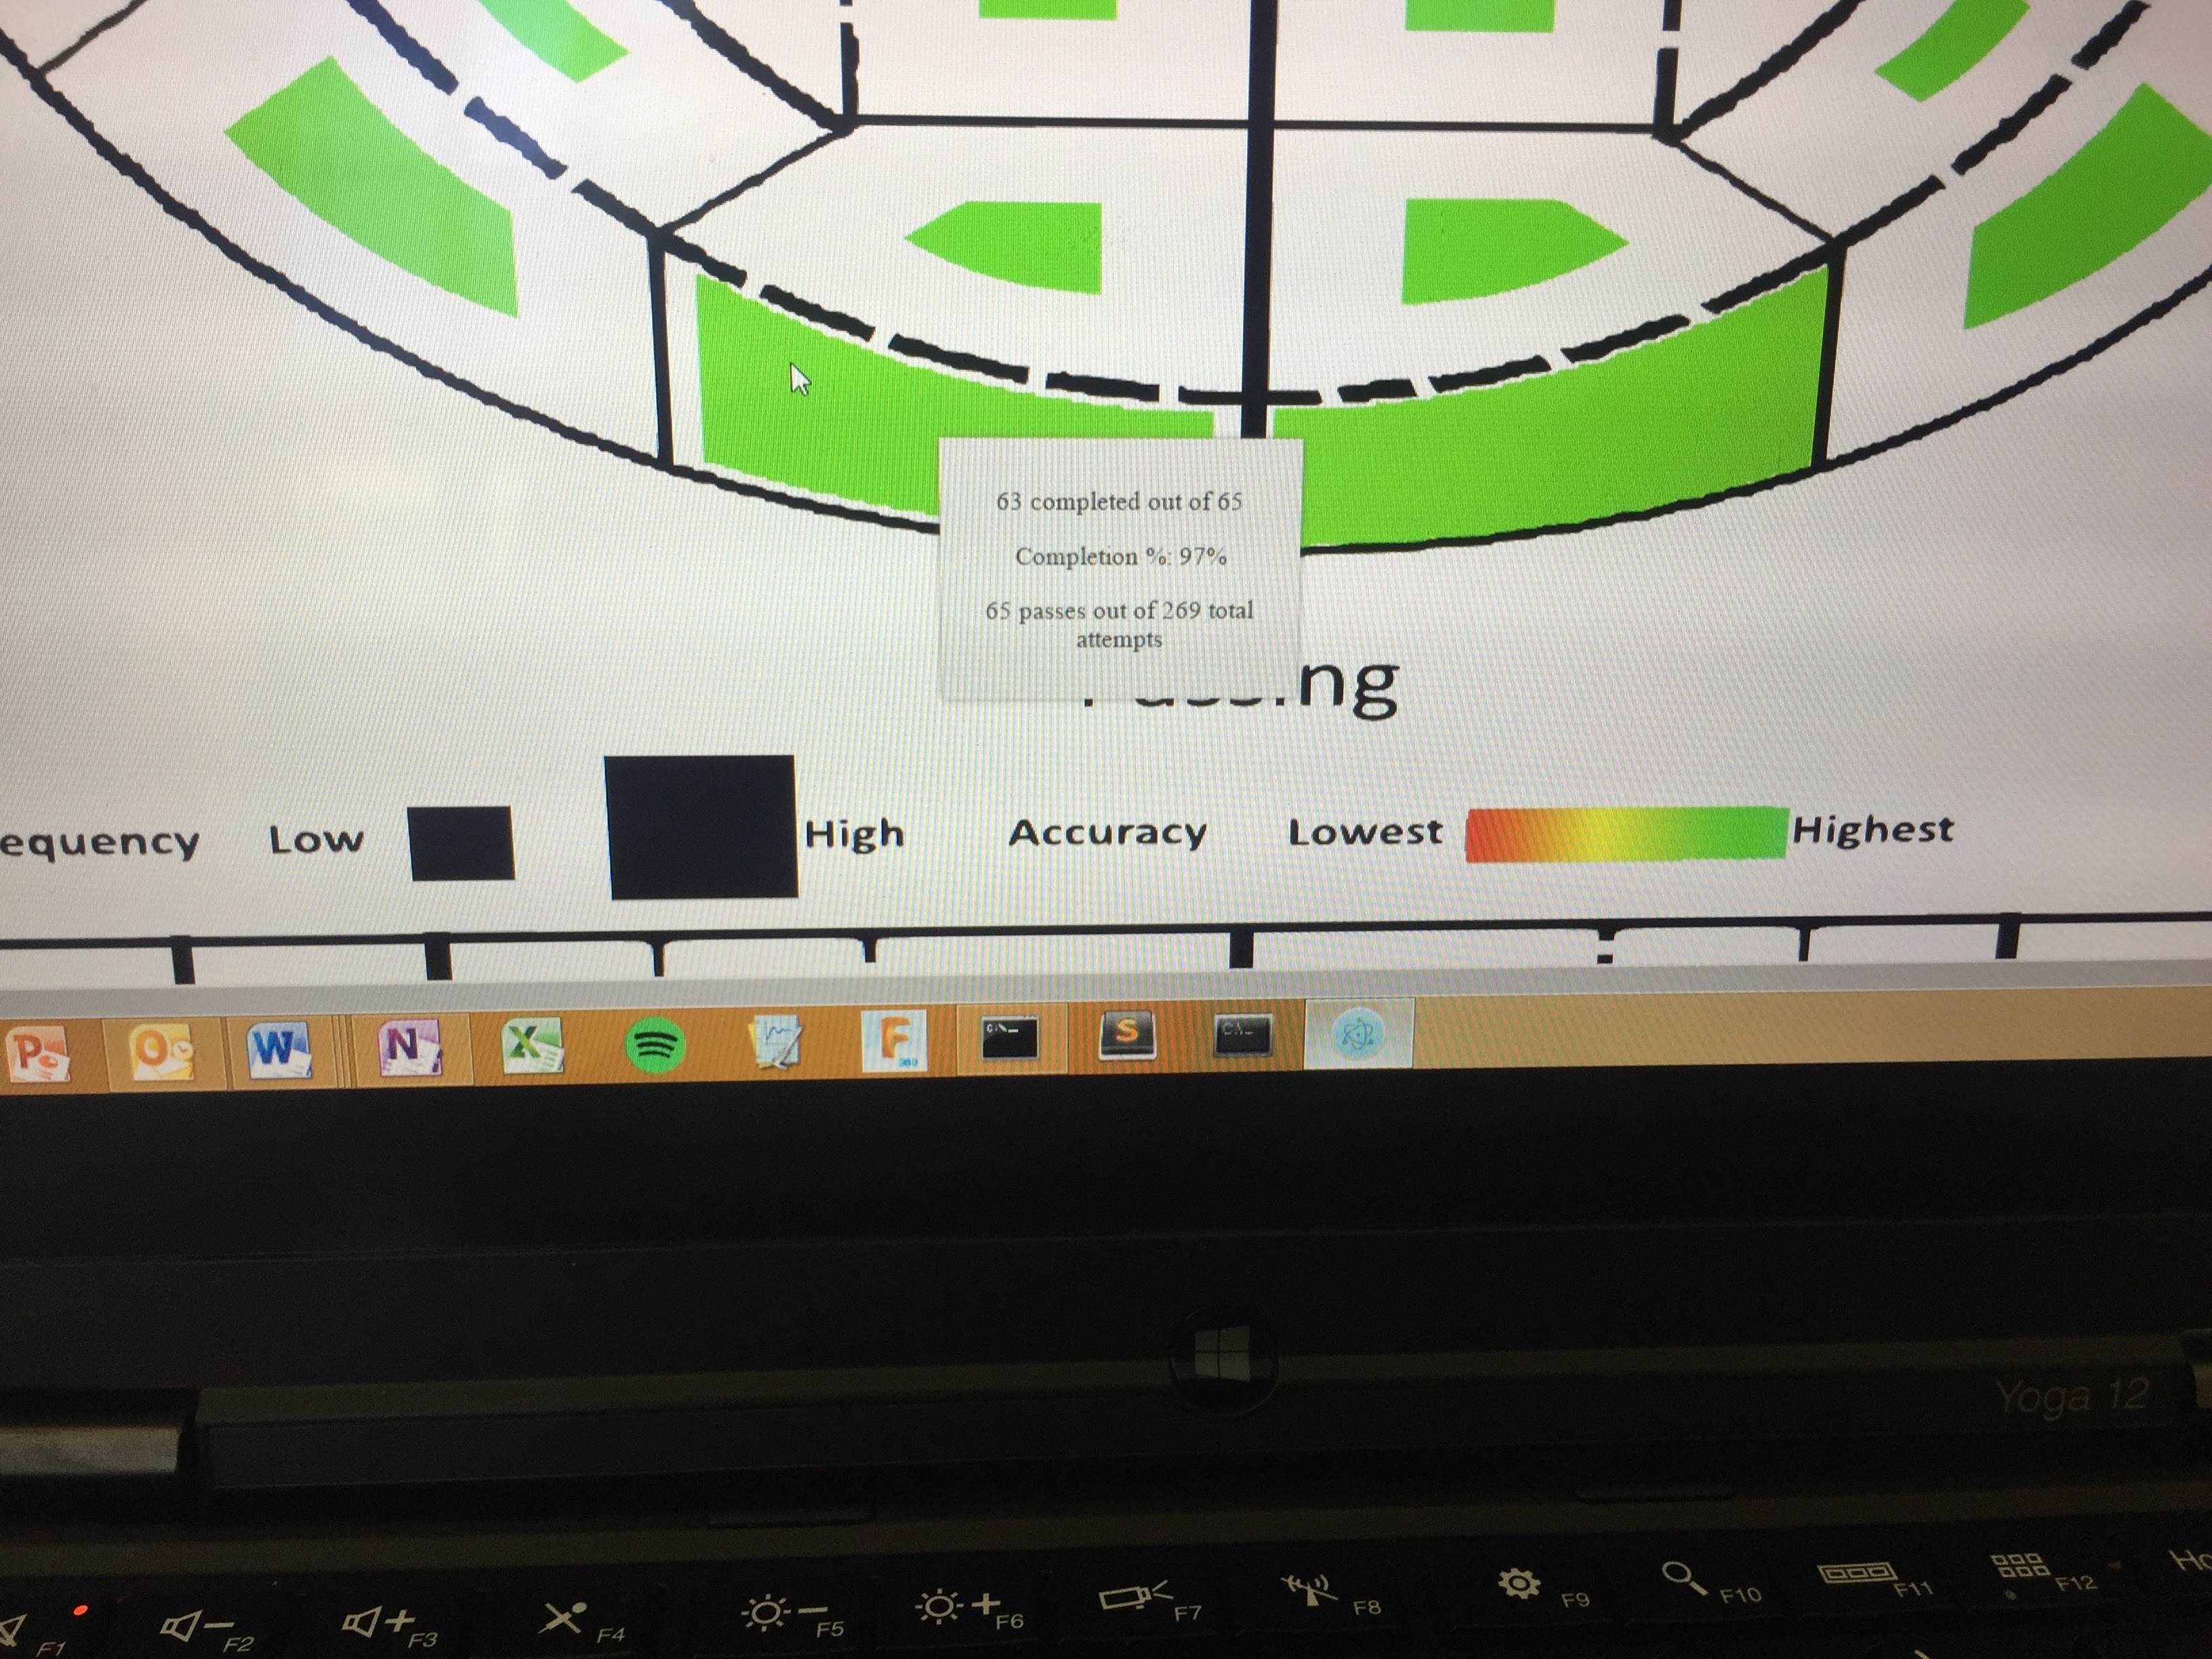 63 completed out of 65
Completion %: 97%
65 passes out of 269 total
attempts
ng
equency Low High Accuracy Lowest Highest
P O W N X F S
360
C:\_ C:\_
Yoga 12
F1 F2 F3 F4 F5 F6 F7 F8 F9 F10 F11 F12 Ho